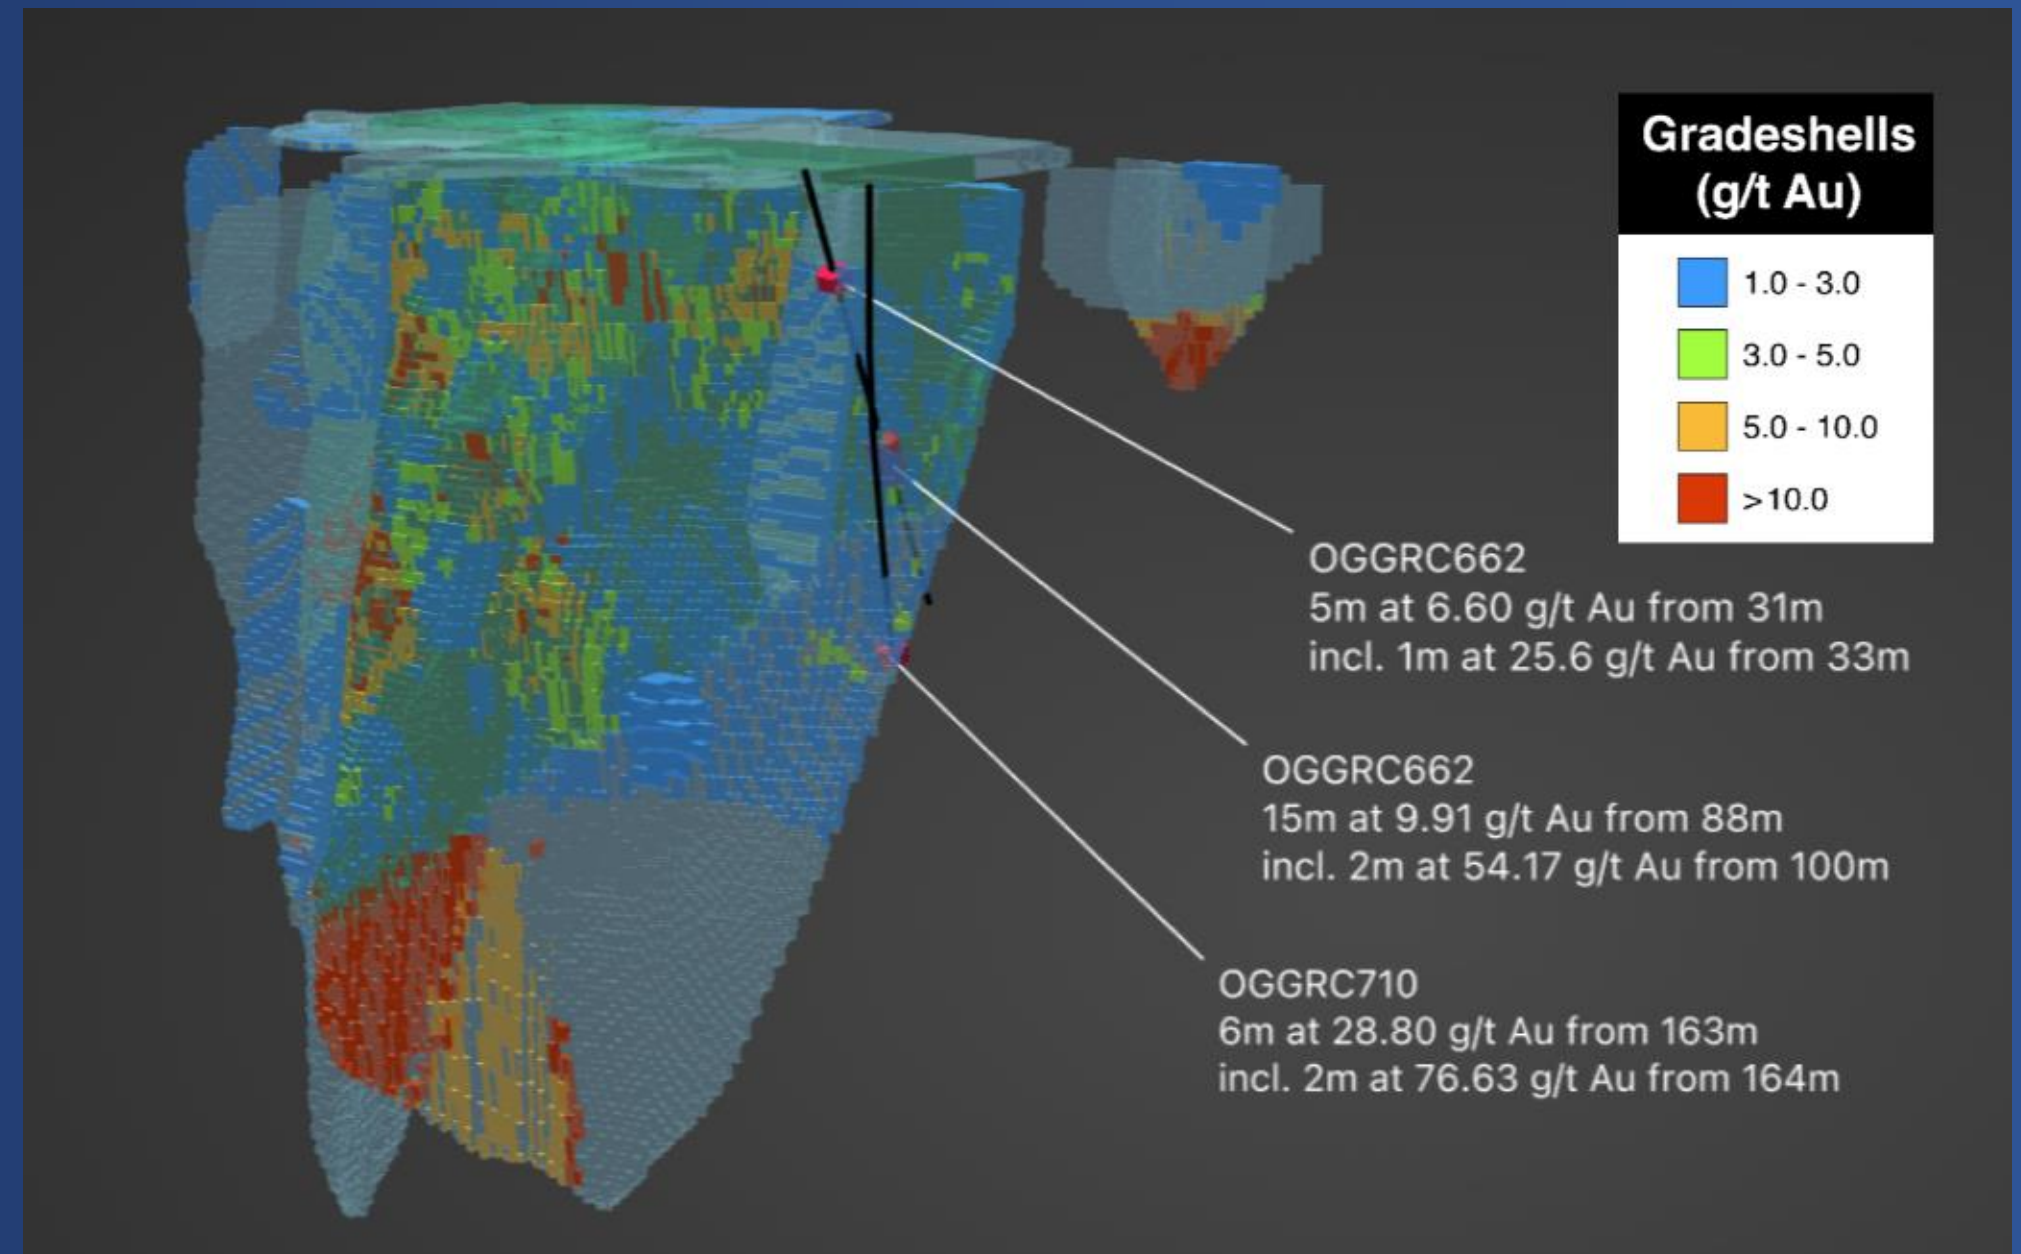 Gradeshells
(g/t Au)
1.0 - 3.0
3.0 - 5.0
5.0 - 10.0
>10.0
OGGRC662
5m at 6.60 g/t Au from 31m
incl. 1m at 25.6 g/t Au from 33m
OGGRC662
15m at 9.91 g/t Au from 88m
incl. 2m at 54.17 g/t Au from 100m
OGGRC710
6m at 28.80 g/t Au from 163m
incl. 2m at 76.63 g/t Au from 164m